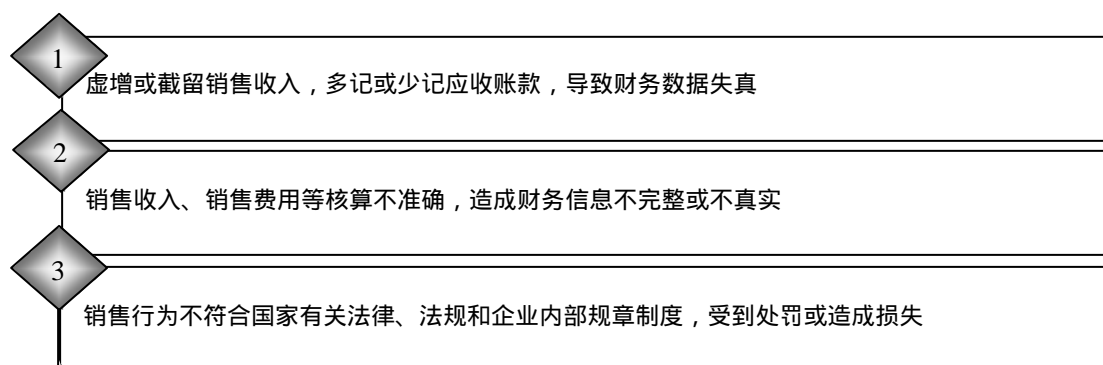 1
虚增或截留销售收入，多记或少记应收账款，导致财务数据失真
2
销售收入、销售费用等核算不准确，造成财务信息不完整或不真实
3
销售行为不符合国家有关法律、法规和企业内部规章制度，受到处罚或造成损失